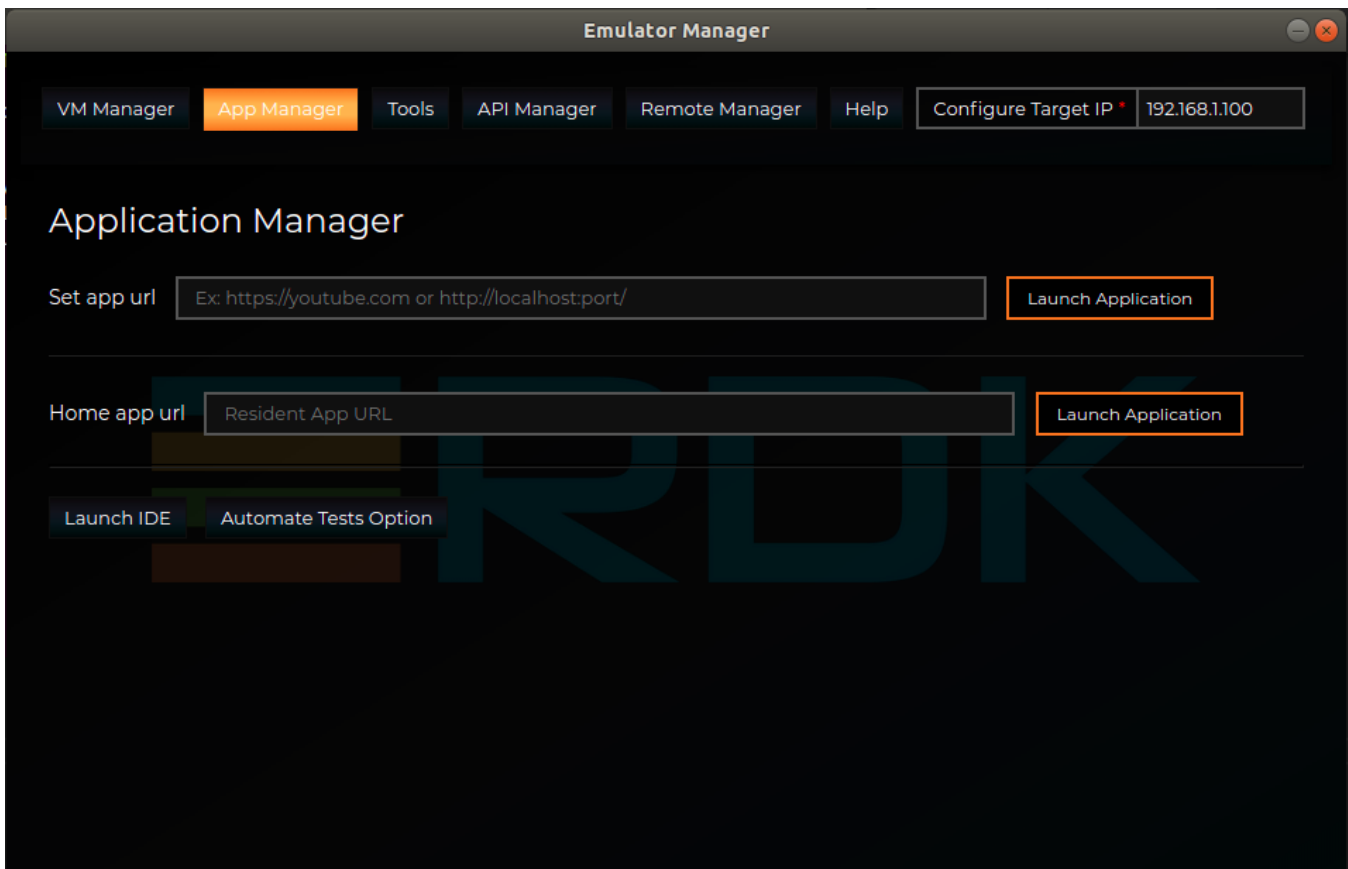 Emulator Manager
VM Manager App Manager Tools API Manager Remote Manager Help Configure Target IP * 192.168.1.100
Application Manager
Set app url Ex: https://youtube.com or http://localhost:port/ Launch Application
Home app url Resident App URL Launch Application
Launch IDE Automate Tests Option
RDK